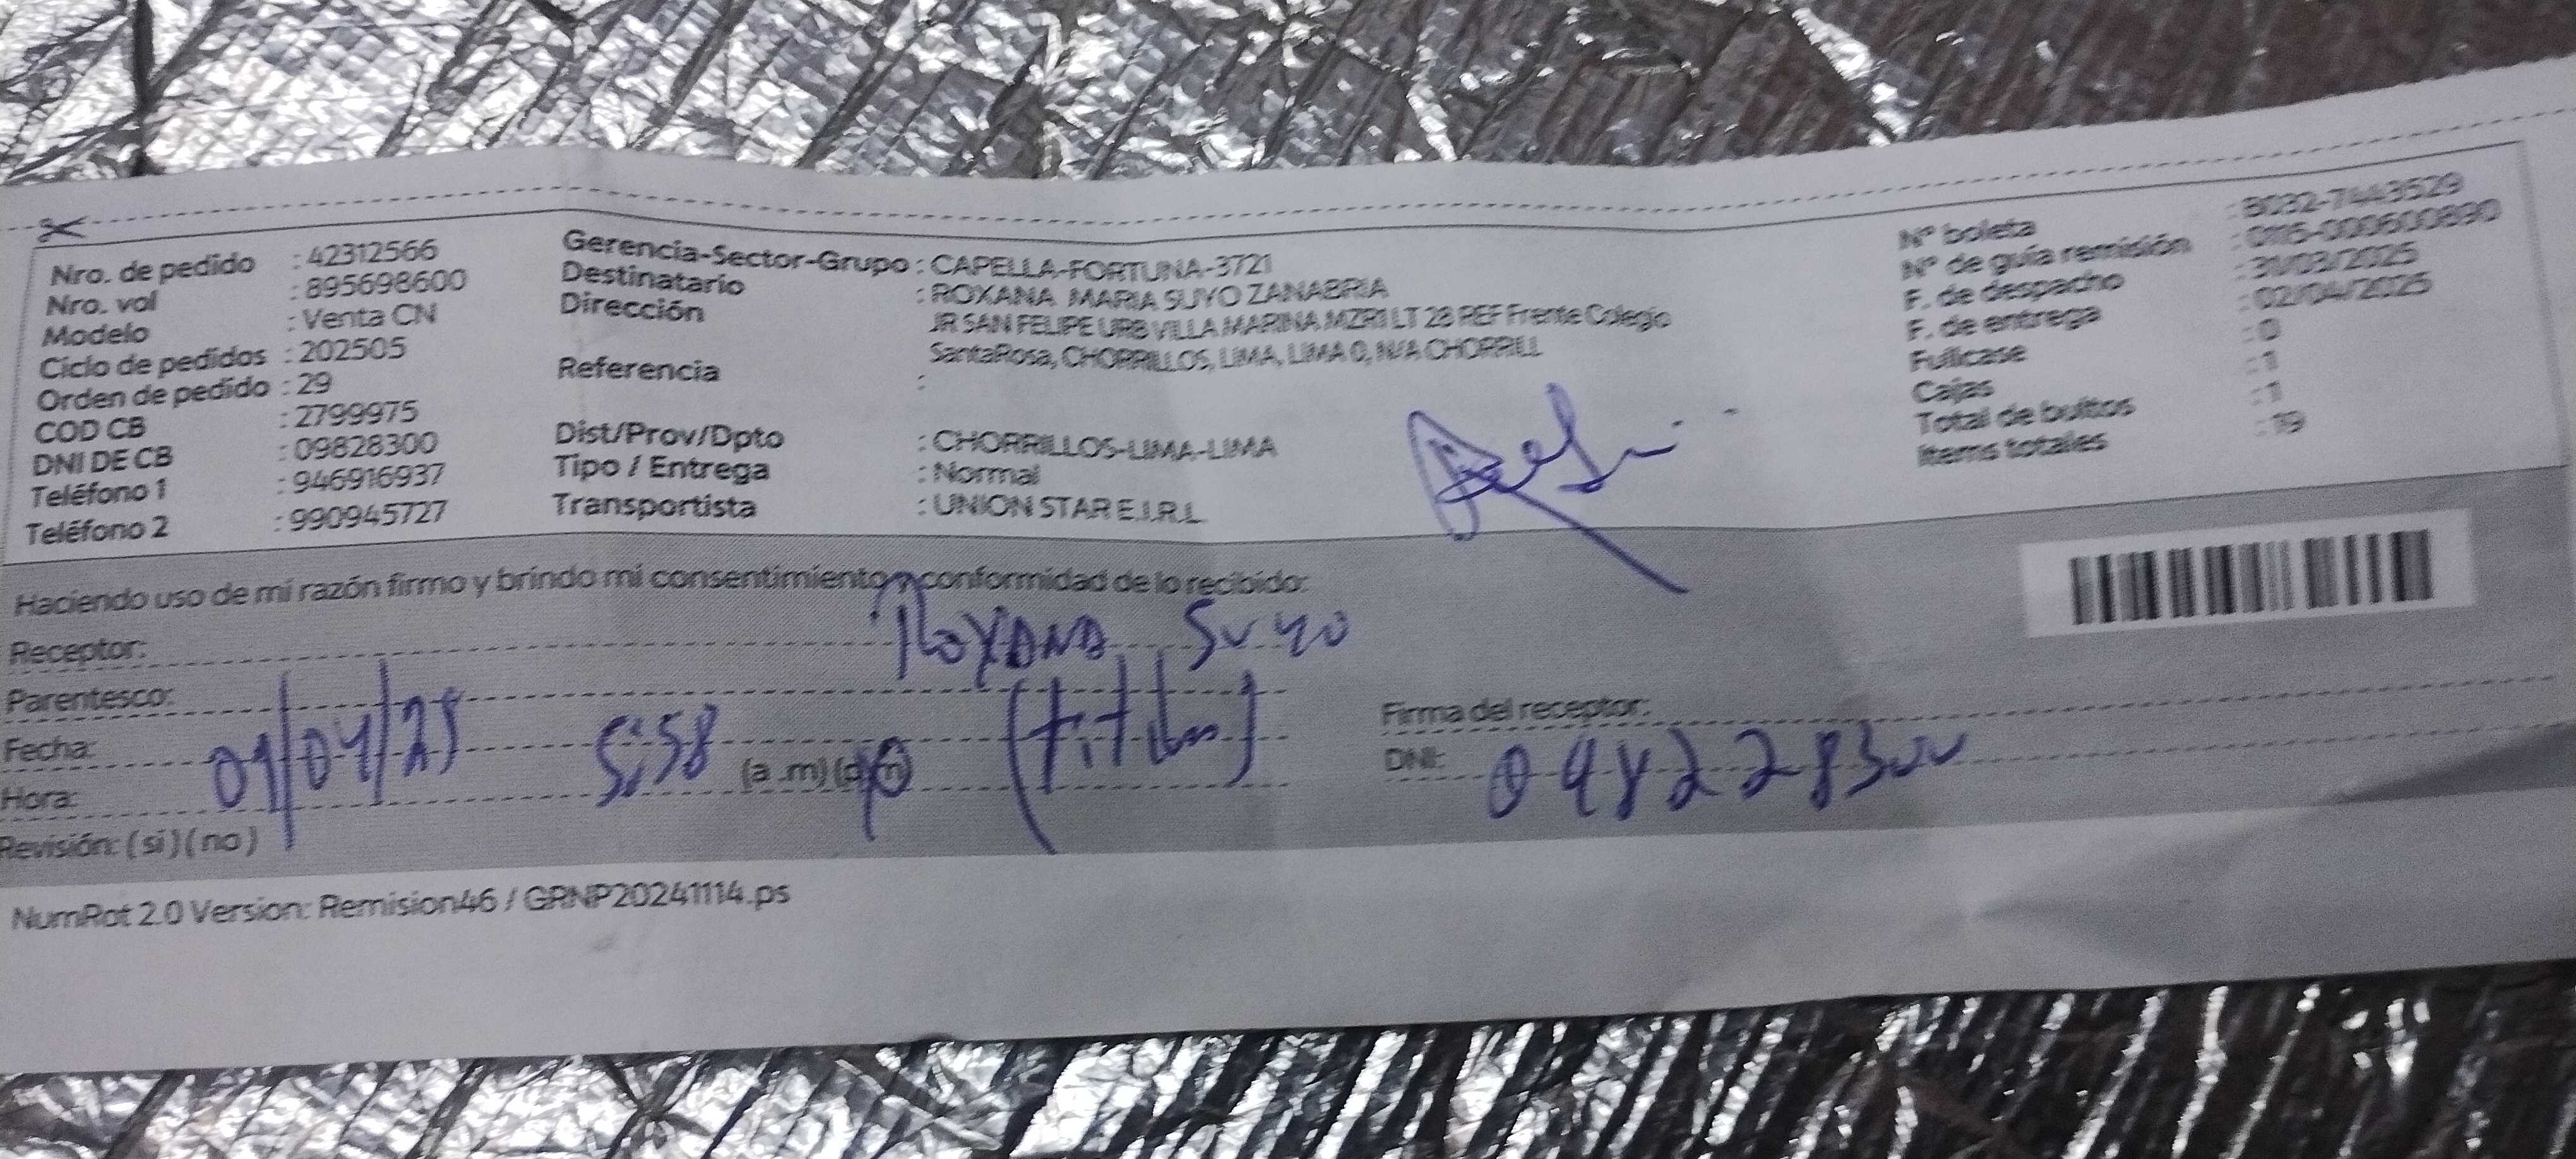 Nro. de pedido : 42312566
Nro. vol : 895698600
Modelo : Venta CN
Ciclo de pedidos : 202505
Orden de pedido : 29
COD CB : 2799975
DNI DE CB : 09828300
Teléfono 1 : 946916937
Teléfono 2 : 990945727
Gerencia-Sector-Grupo : CAPELLA-FORTUNA-3721
Destinatario : ROXANA MARIA SUYO ZANABRIA
Dirección JR SAN FELIPE URB VILLA MARINA MZR1 LT 28 REF Frente Colegio
SantaRosa, CHORRILLOS, LIMA, LIMA 0, N/A CHORRILL
Referencia :
Dist/Prov/Dpto : CHORRILLOS-LIMA-LIMA
Tipo / Entrega : Normal
Transportista : UNION STAR E.I.R.L.
N° boleta : B032-7443529
N° de guía remisión : 0115-000600890
F. de despacho : 31/03/2025
F. de entrega : 02/04/2025
Fullcase : 0
Cajas : 1
Total de bultos : 1
Items totales : 19
Haciendo uso de mi razón firmo y brindo mi consentimiento y conformidad de lo recibido:
Receptor: Roxana Suyo
Parentesco: (titular)
Fecha: 01/04/25
Hora: 5:58 (a .m) (p.m)
Revisión: ( si ) ( no )
Firma del receptor:
DNI: 098228300
NumRot 2.0 Version: Remision46 / GRNP20241114.ps